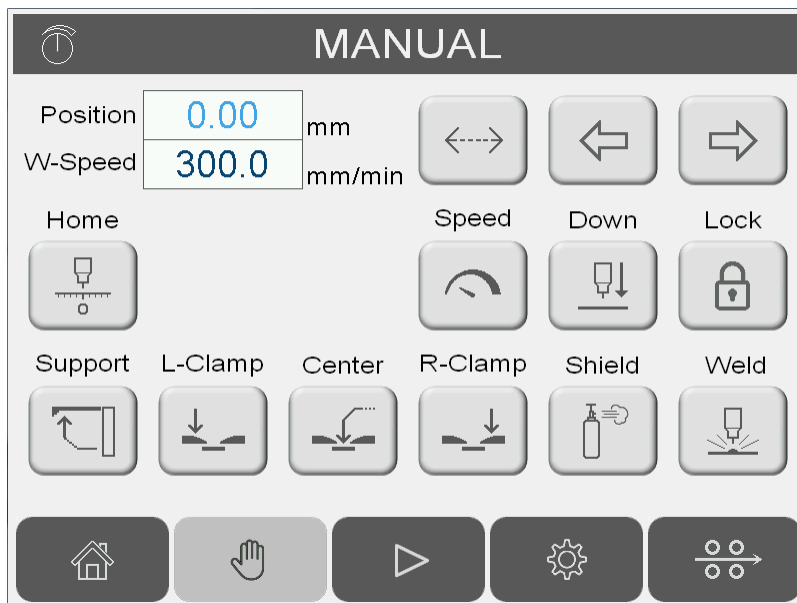 MANUAL
Position 0.00 mm
W-Speed 300.0 mm/min
Home Speed Down Lock
0
Support L-Clamp Center R-Clamp Shield Weld